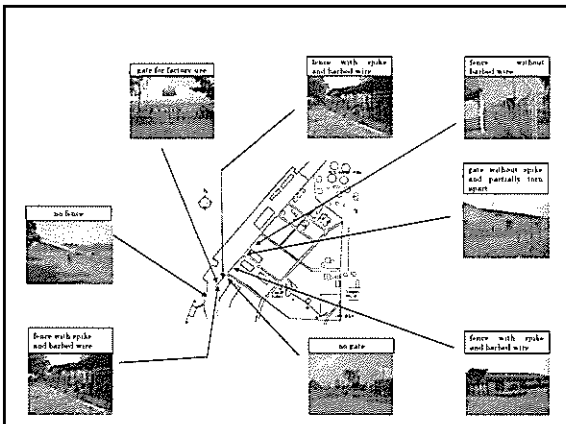 gate for factory use
fence with spike
and barbed wire
fence without
barbed wire
gate without spike
and partially torn
apart
no fence
fence with spike
and barbed wire
no gate
fence with spike
and barbed wire